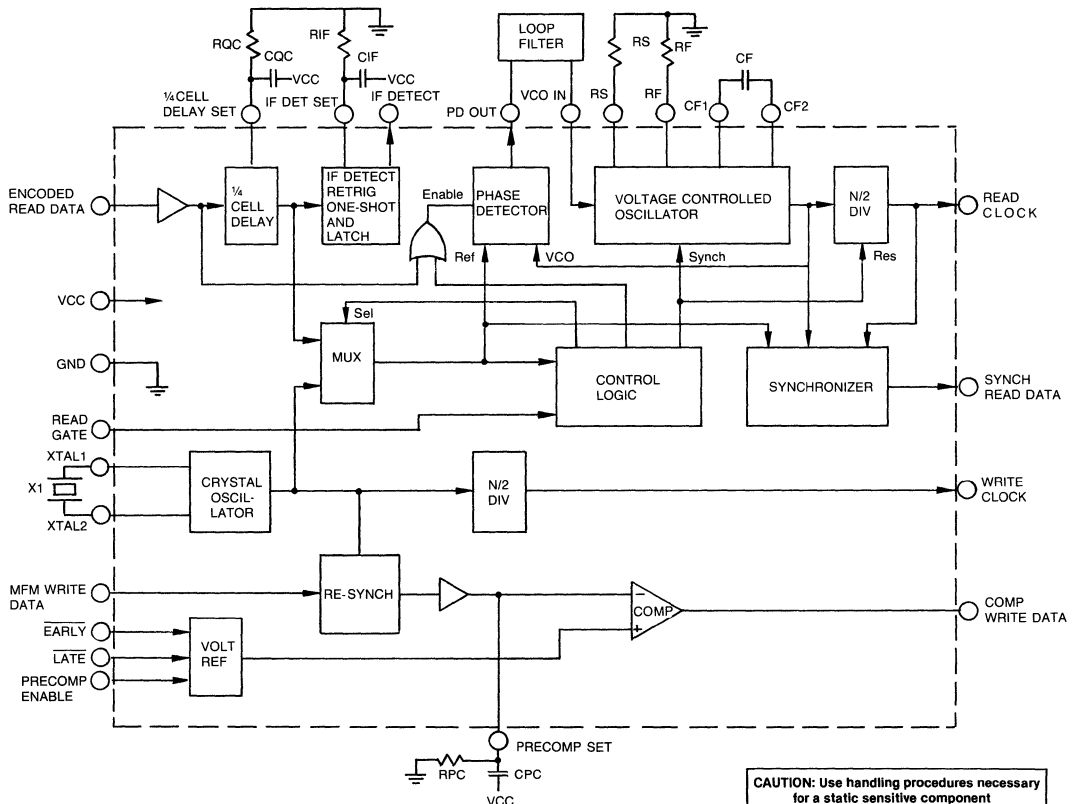 RQC
CQC
VCC
¼ CELL
DELAY SET
RIF
CIF
VCC
IF DET SET
IF DETECT
LOOP
FILTER
PD OUT
VCO IN
RS
RF
CF
RS
RF
CF1
CF2
ENCODED
READ DATA
¼
CELL
DELAY
IF DETECT
RETRIG
ONE-SHOT
AND
LATCH
Enable
PHASE
DETECTOR
VOLTAGE CONTROLLED
OSCILLATOR
N/2
DIV
READ
CLOCK
Ref
VCO
Synch
Res
VCC
Sel
GND
MUX
CONTROL
LOGIC
SYNCHRONIZER
SYNCH
READ DATA
READ
GATE
XTAL1
X1
XTAL2
CRYSTAL
OSCIL-
LATOR
N/2
DIV
WRITE
CLOCK
MFM WRITE
DATA
RE-SYNCH
−
COMP
+
COMP
WRITE DATA
EARLY
LATE
PRECOMP
ENABLE
VOLT
REF
PRECOMP SET
RPC
CPC
VCC
CAUTION: Use handling procedures necessary
for a static sensitive component